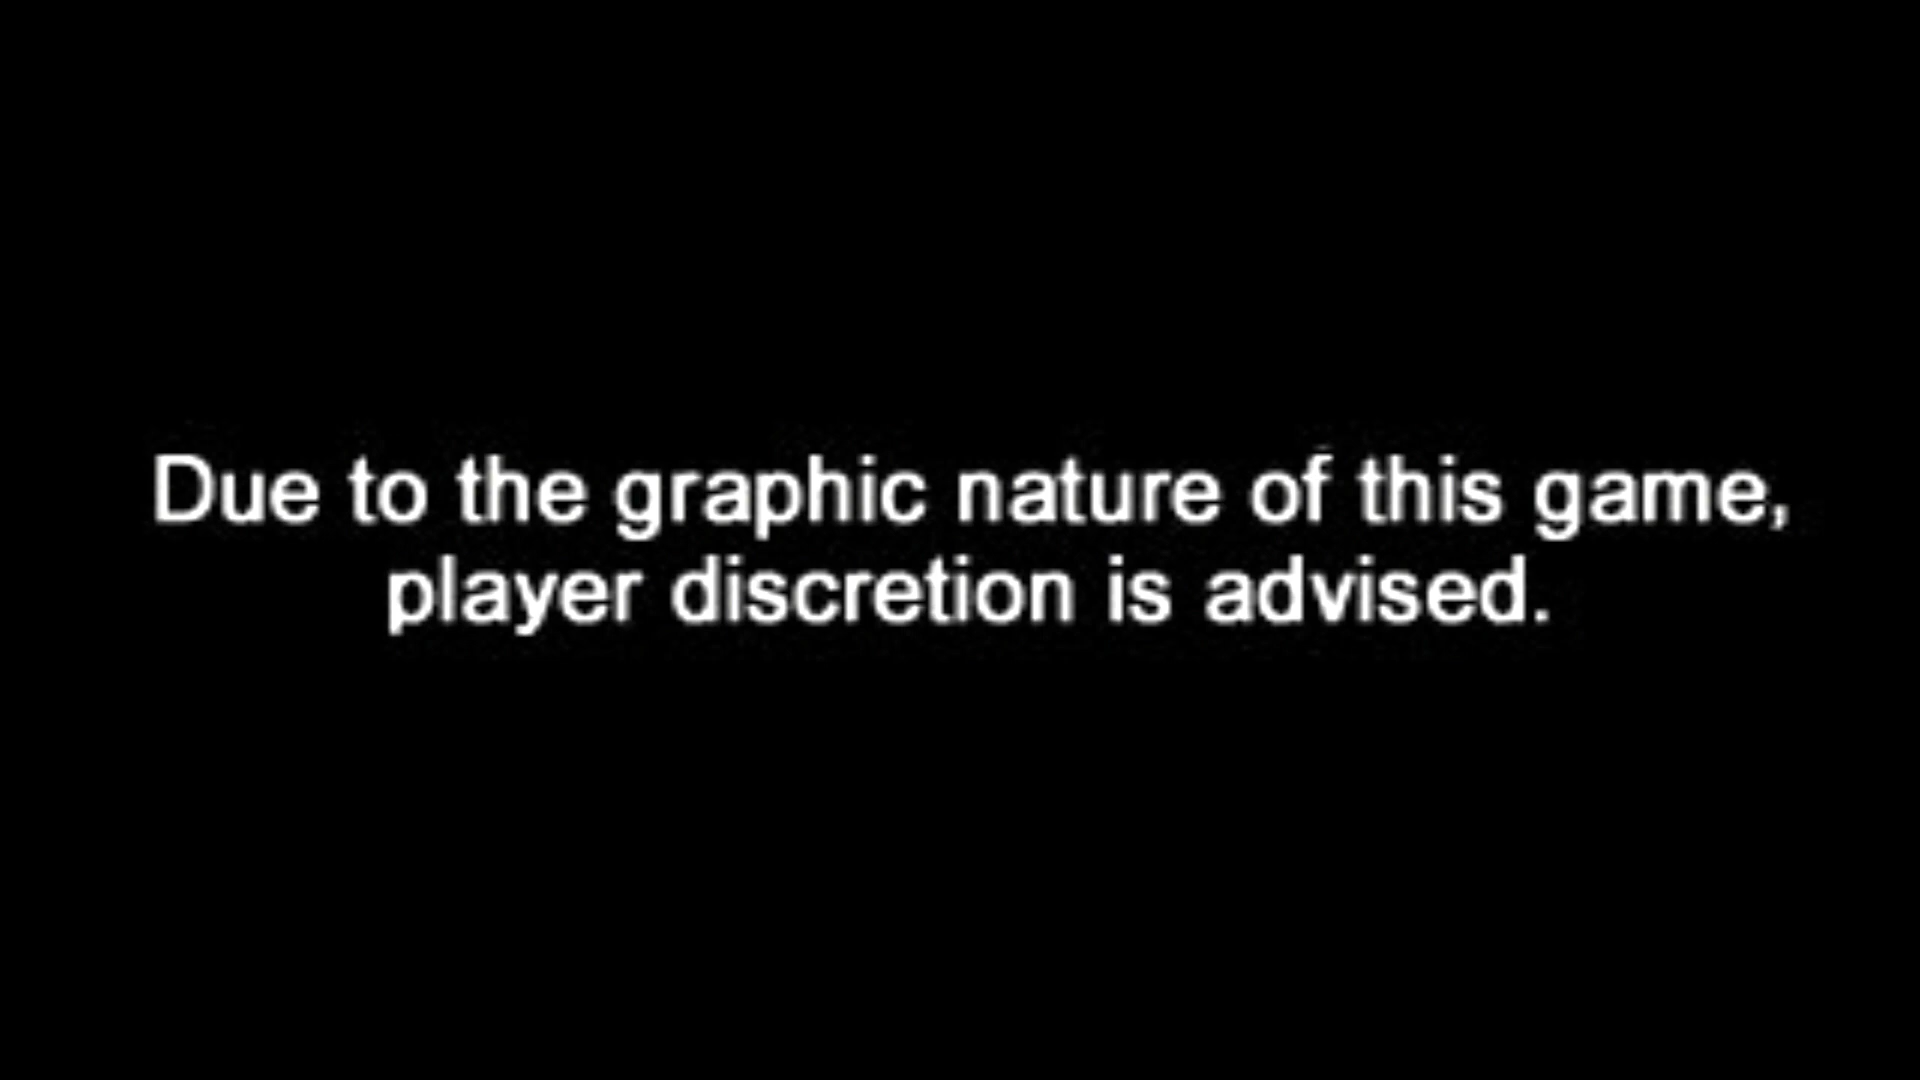 Due to the graphic nature of this game,
player discretion is advised.